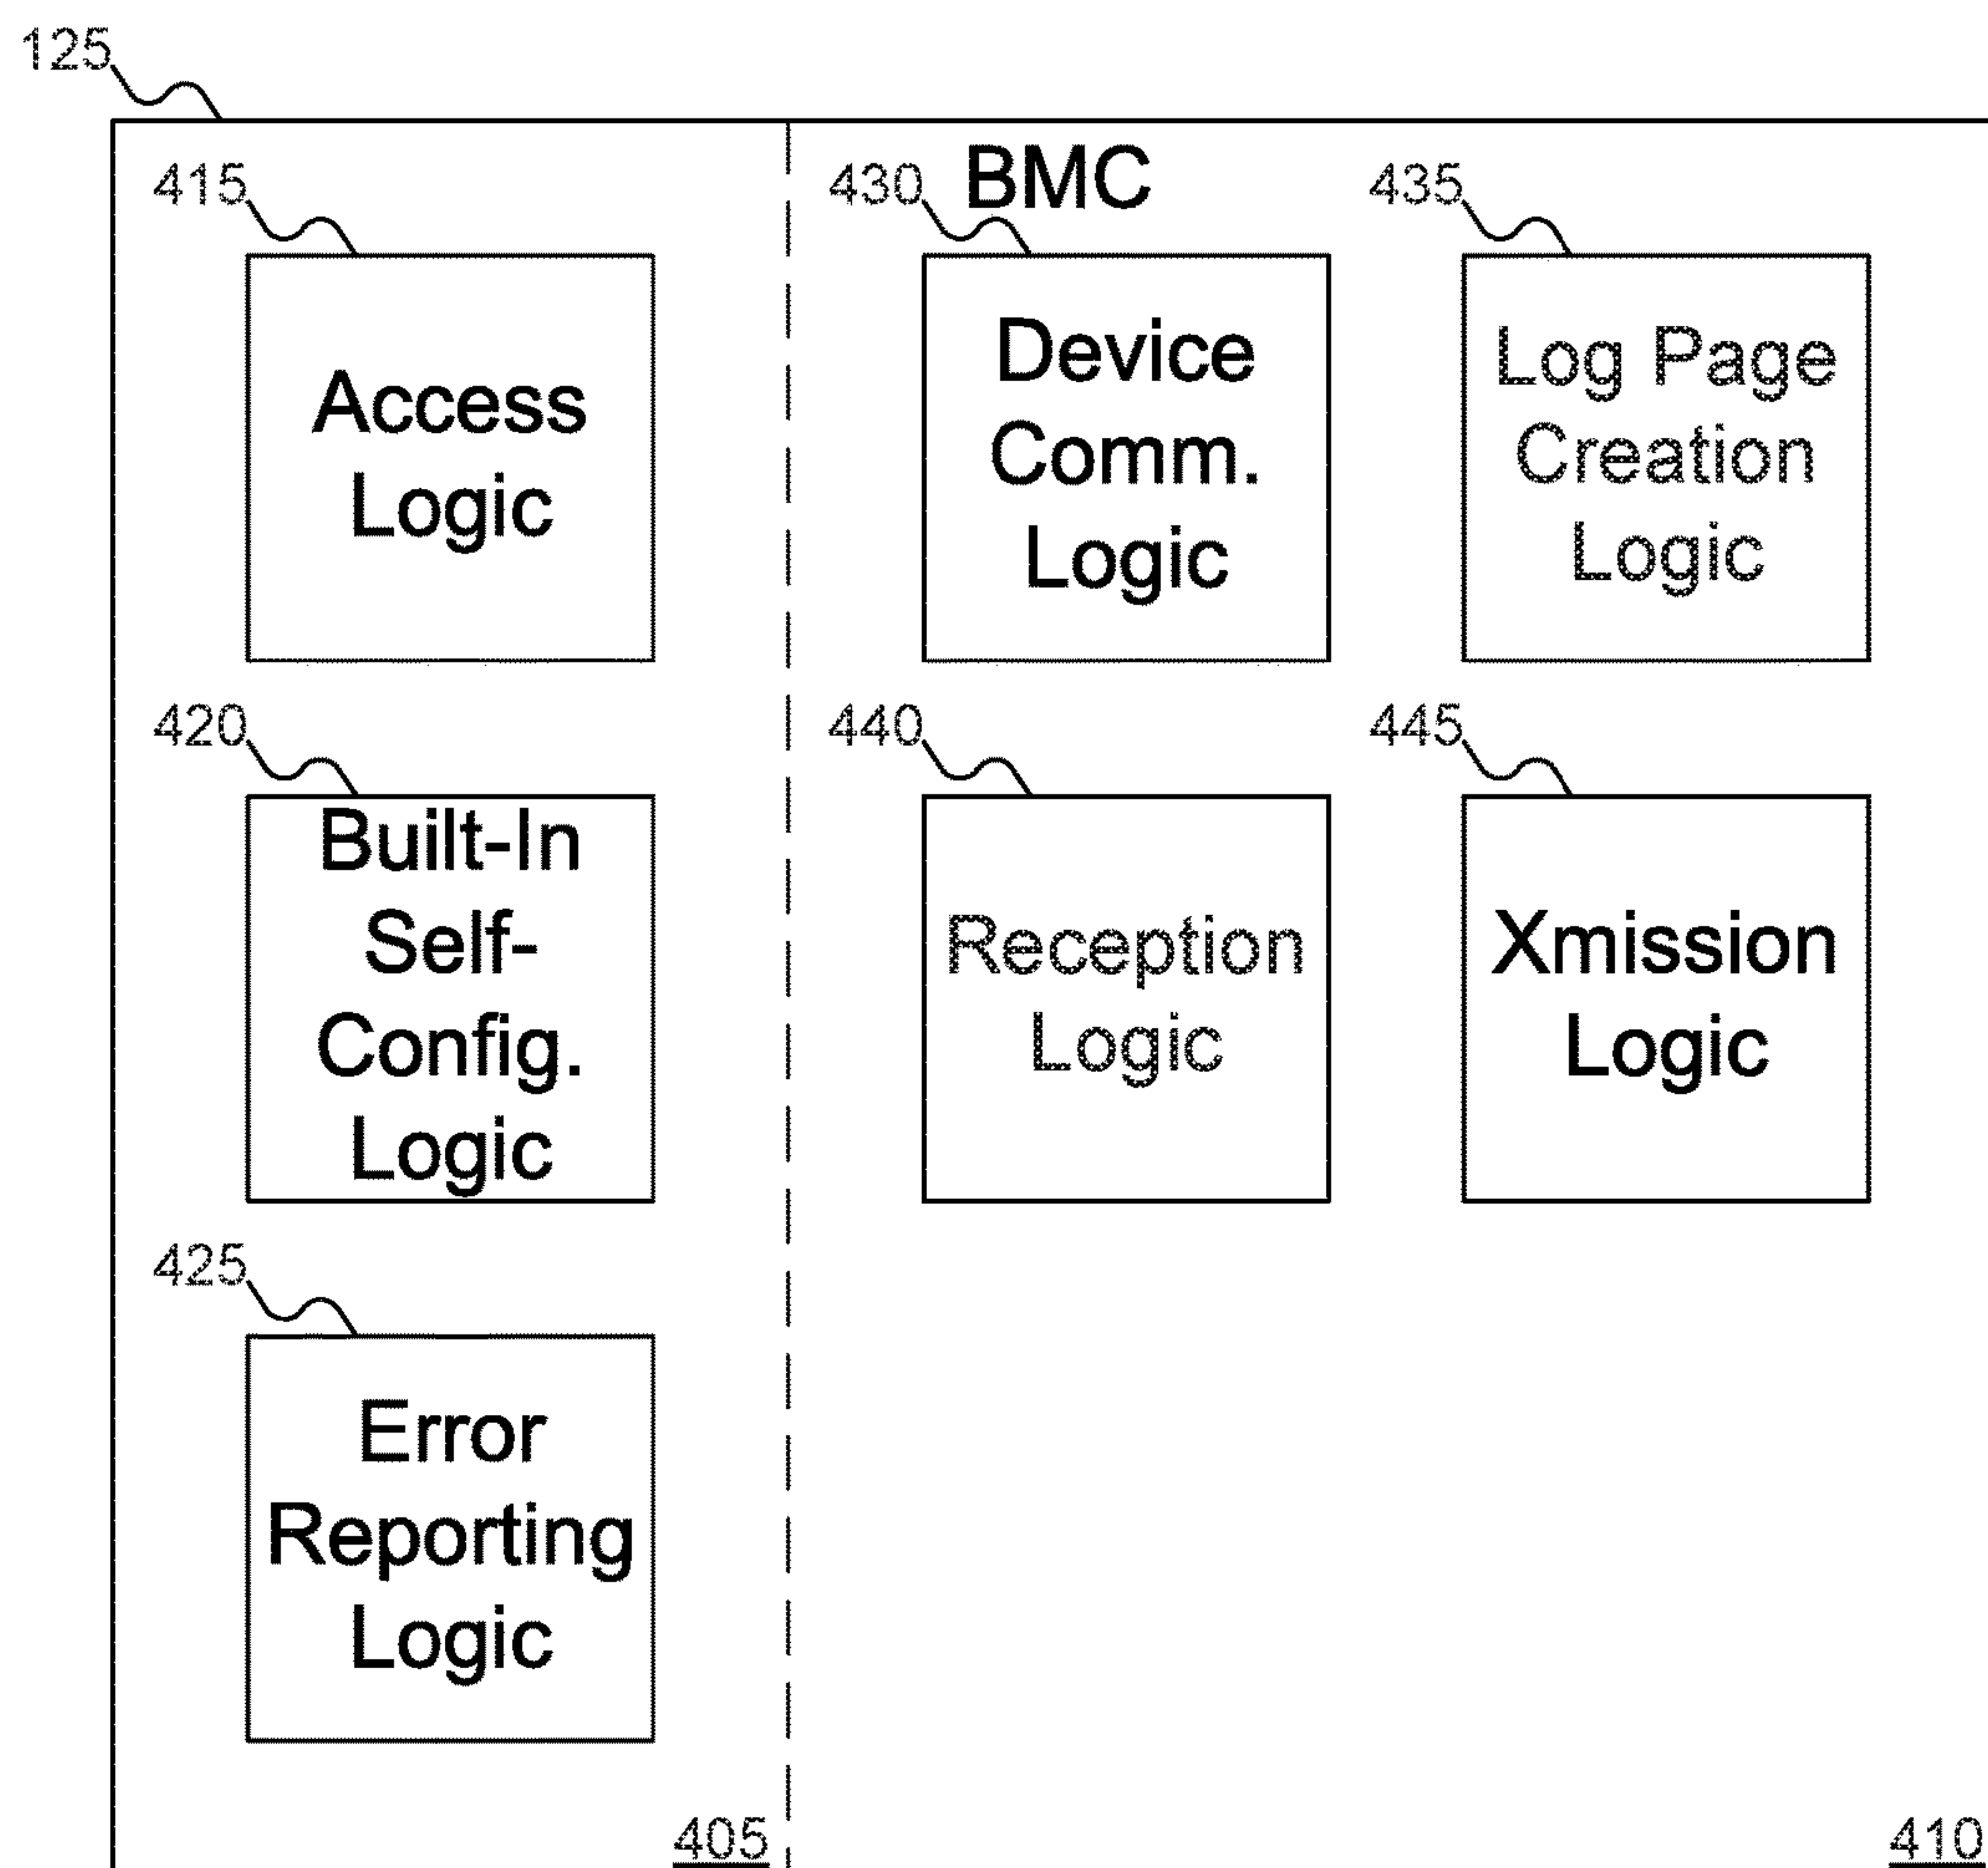 125
BMC
415
Access
Logic
430
Device
Comm.
Logic
435
Log Page
Creation
Logic
420
Built-In
Self-
Config.
Logic
440
Reception
Logic
445
Xmission
Logic
425
Error
Reporting
Logic
405
410